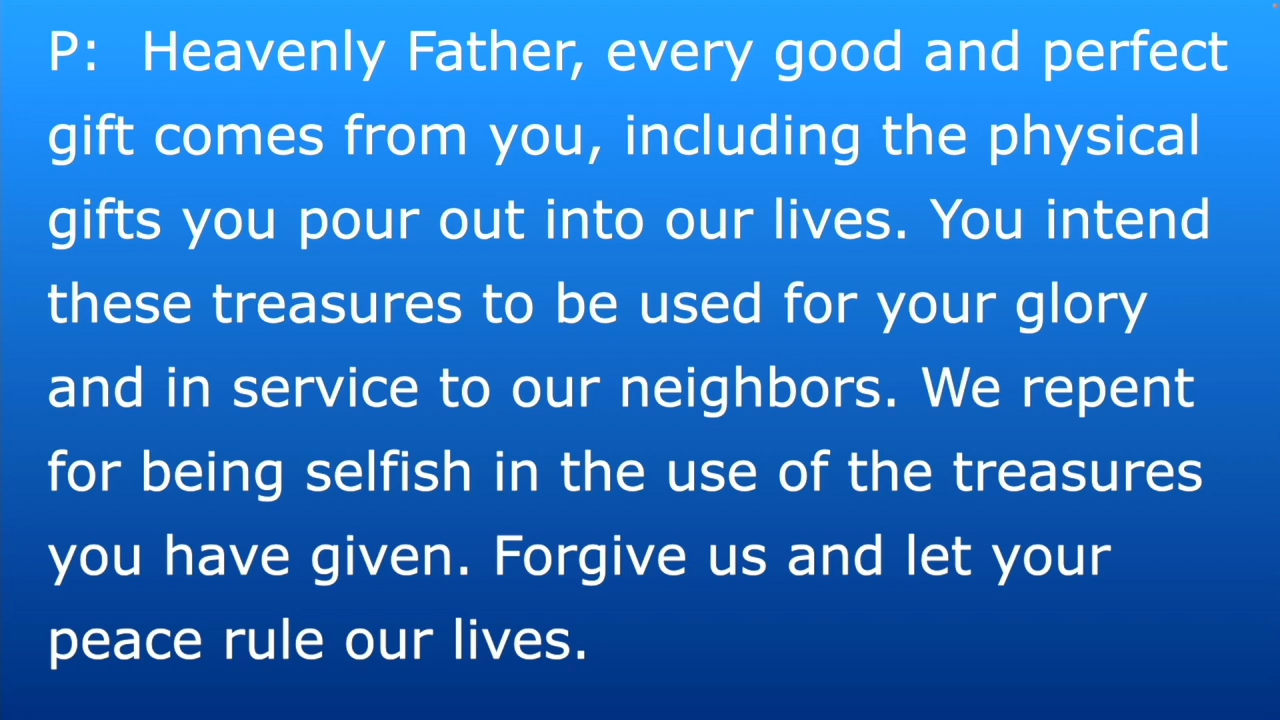 P:  Heavenly Father, every good and perfect
gift comes from you, including the physical
gifts you pour out into our lives. You intend
these treasures to be used for your glory
and in service to our neighbors. We repent
for being selfish in the use of the treasures
you have given. Forgive us and let your
peace rule our lives.